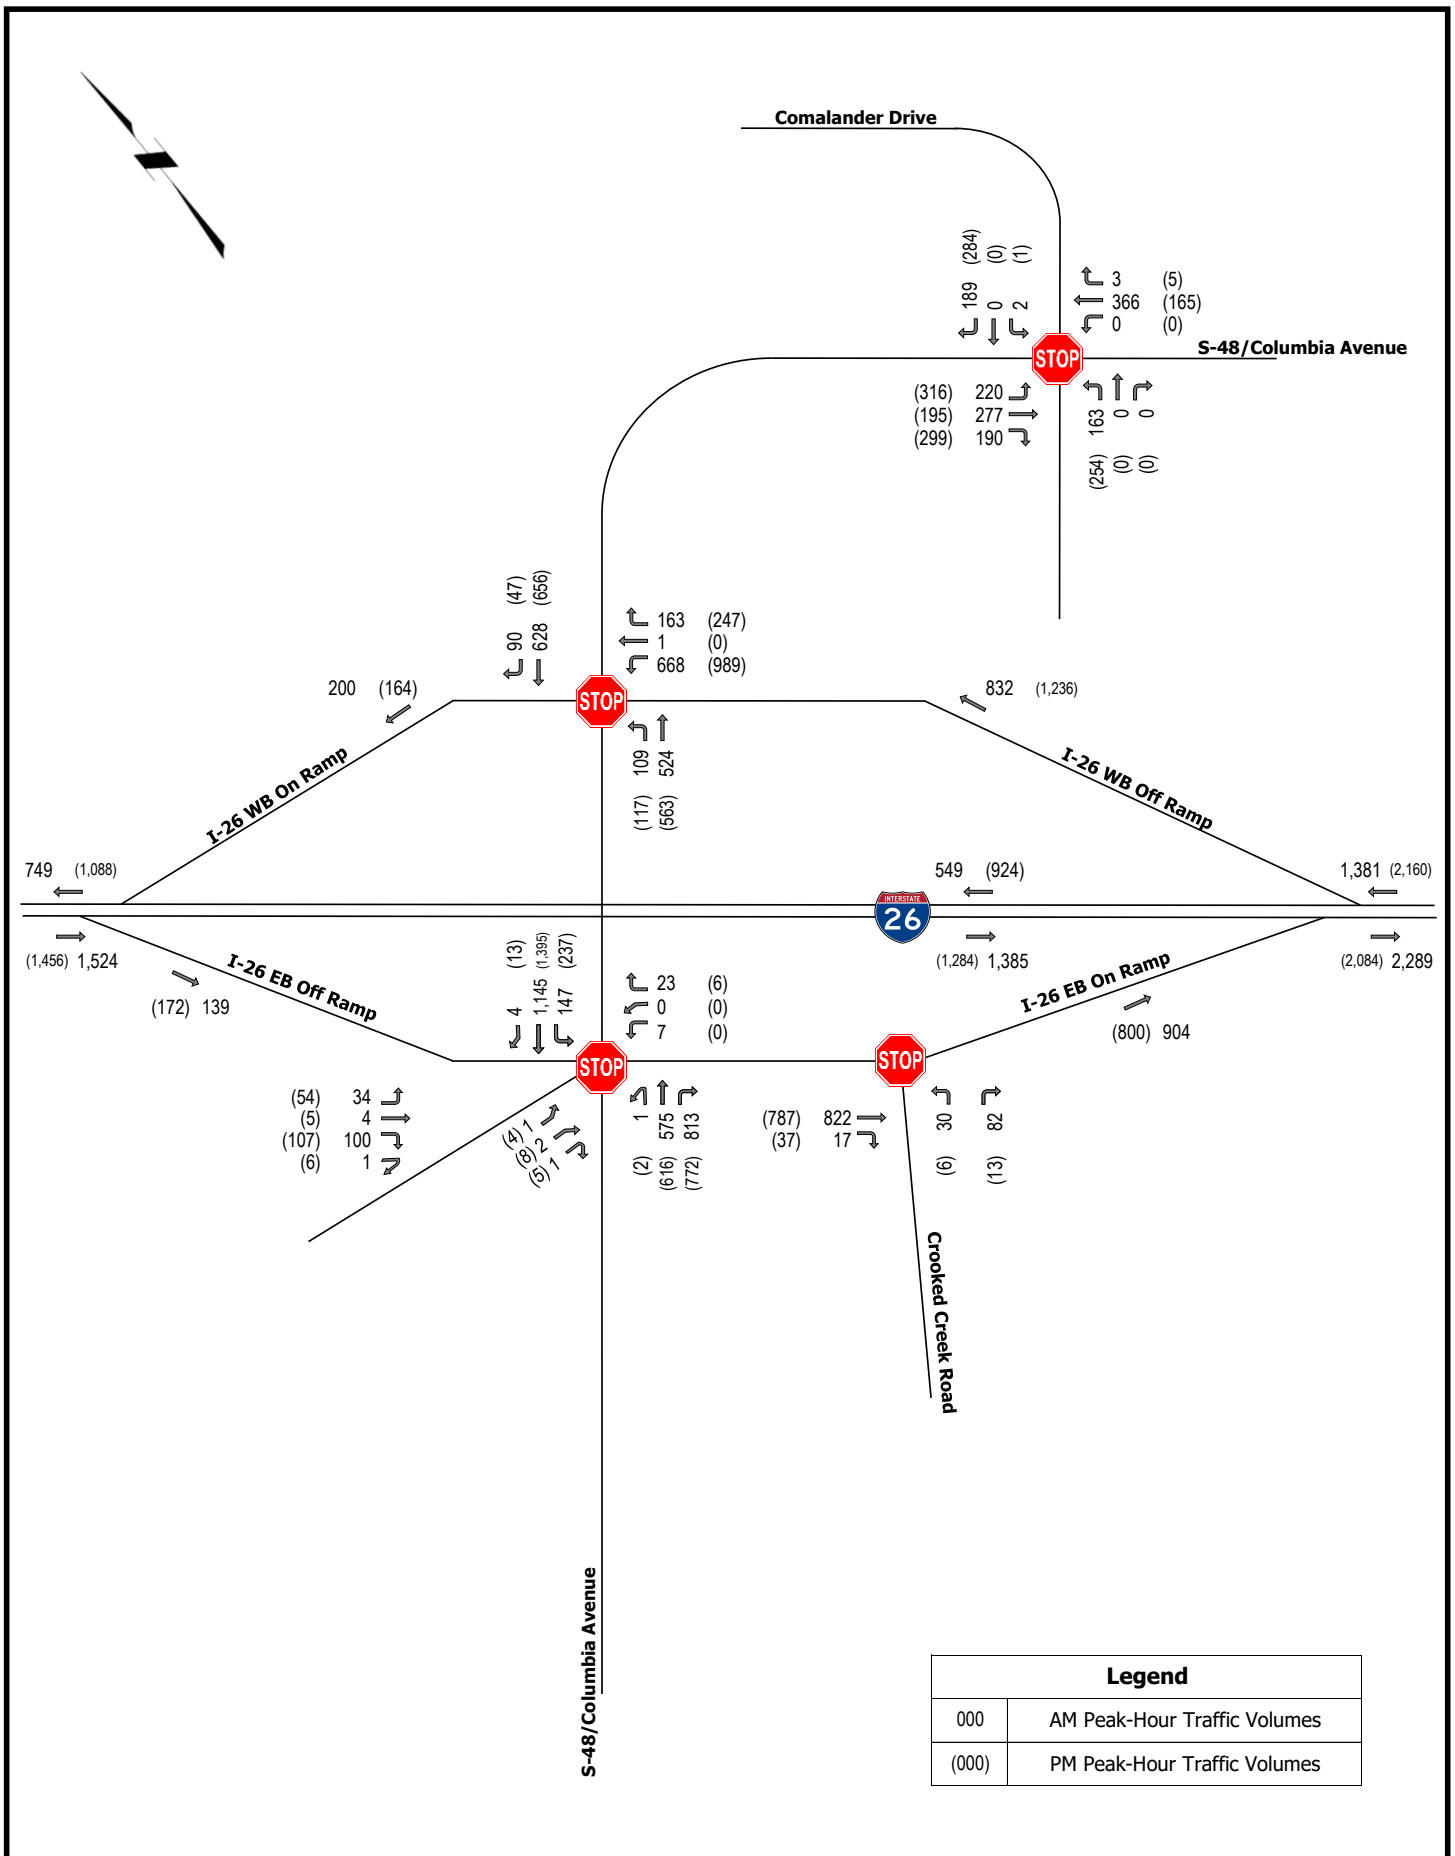 Comalander Drive
(284) (0) (1)
189 0 2
3 (5)
366 (165)
0 (0)
STOP
S-48/Columbia Avenue
(316) 220
(195) 277
(299) 190
163 0 0
(254) (0) (0)
(47) (656)
90 628
163 (247)
1 (0)
668 (989)
200 (164)
STOP
832 (1,236)
109 524
(117) (563)
I-26 WB On Ramp
I-26 WB Off Ramp
749 (1,088)
549 (924)
1,381 (2,160)
INTERSTATE
26
(1,456) 1,524
(1,284) 1,385
(2,084) 2,289
I-26 EB Off Ramp
(172) 139
(13) (1,395) (237)
4 1,145 147
23 (6)
0 (0)
7 (0)
I-26 EB On Ramp
(800) 904
STOP
STOP
(54) 34
(5) 4
(107) 100
(6) 1
(4) 1
(8) 2
(5) 1
1 575 813
(2) (616) (772)
(787) 822
(37) 17
30 82
(6) (13)
Crooked Creek Road
S-48/Columbia Avenue
Legend
000 AM Peak-Hour Traffic Volumes
(000) PM Peak-Hour Traffic Volumes